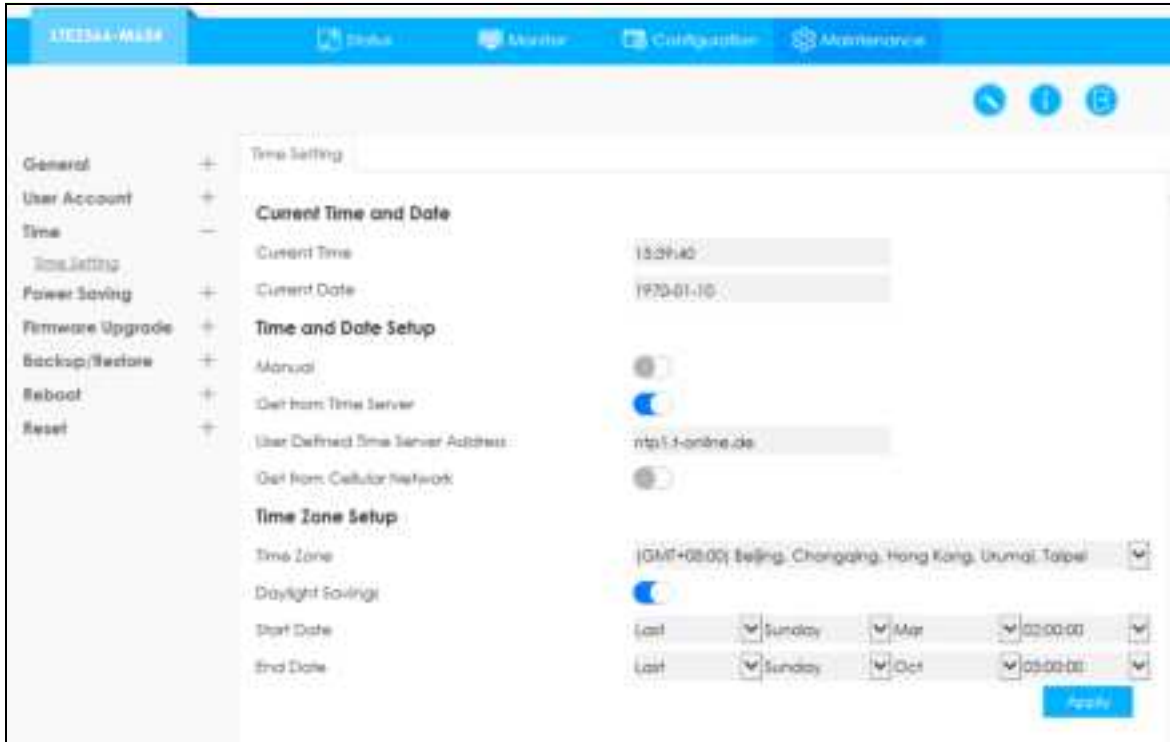 Status Monitor Configuration Maintenance
Time Setting
General
User Account
Time
Time Setting
Power Saving
Firmware Upgrade
Backup/Restore
Reboot
Reset
Current Time and Date
Current Time
Current Date 1970-01-10
Time and Date Setup
Manual
Get from Time Server
User Defined Time Server Address ntp1.t-online.de
Get from Cellular Network
Time Zone Setup
Time Zone (GMT+08:00) Beijing, Chongqing, Hong Kong, Urumqi, Taipei
Daylight Savings
Start Date Last Sunday Mar 02:00:00
End Date Last Sunday Oct 03:00:00
Apply